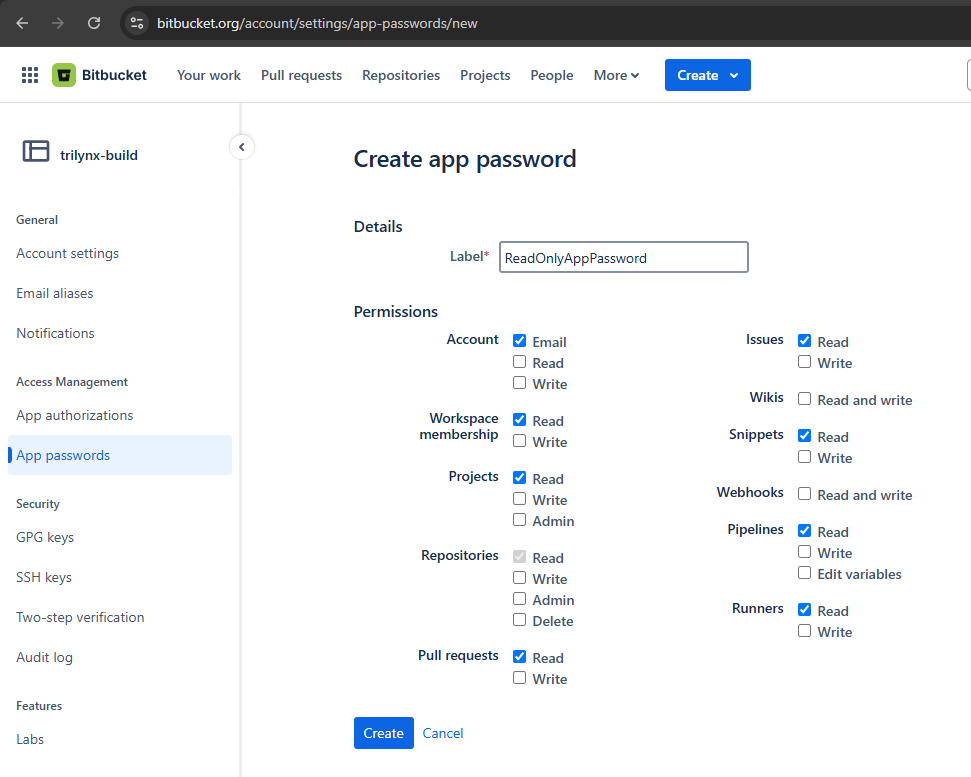 bitbucket.org/account/settings/app-passwords/new
Bitbucket
Your work
Pull requests
Repositories
Projects
People
More
Create
trilynx-build
General
Account settings
Email aliases
Notifications
Access Management
App authorizations
App passwords
Security
GPG keys
SSH keys
Two-step verification
Audit log
Features
Labs
Create app password
Details
Label*
ReadOnlyAppPassword
Permissions
Account
Email
Read
Write
Workspace
membership
Read
Write
Projects
Read
Write
Admin
Repositories
Read
Write
Admin
Delete
Pull requests
Read
Write
Issues
Read
Write
Wikis
Read and write
Snippets
Read
Write
Webhooks
Read and write
Pipelines
Read
Write
Edit variables
Runners
Read
Write
Create
Cancel